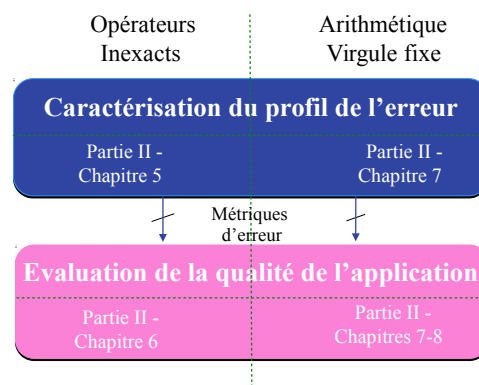 Opérateurs
Inexacts
Arithmétique
Virgule fixe
Caractérisation du profil de l'erreur
Partie II -
Chapitre 5
Partie II -
Chapitre 7
Métriques
d'erreur
Evaluation de la qualité de l'application
Partie II -
Chapitre 6
Partie II -
Chapitres 7-8